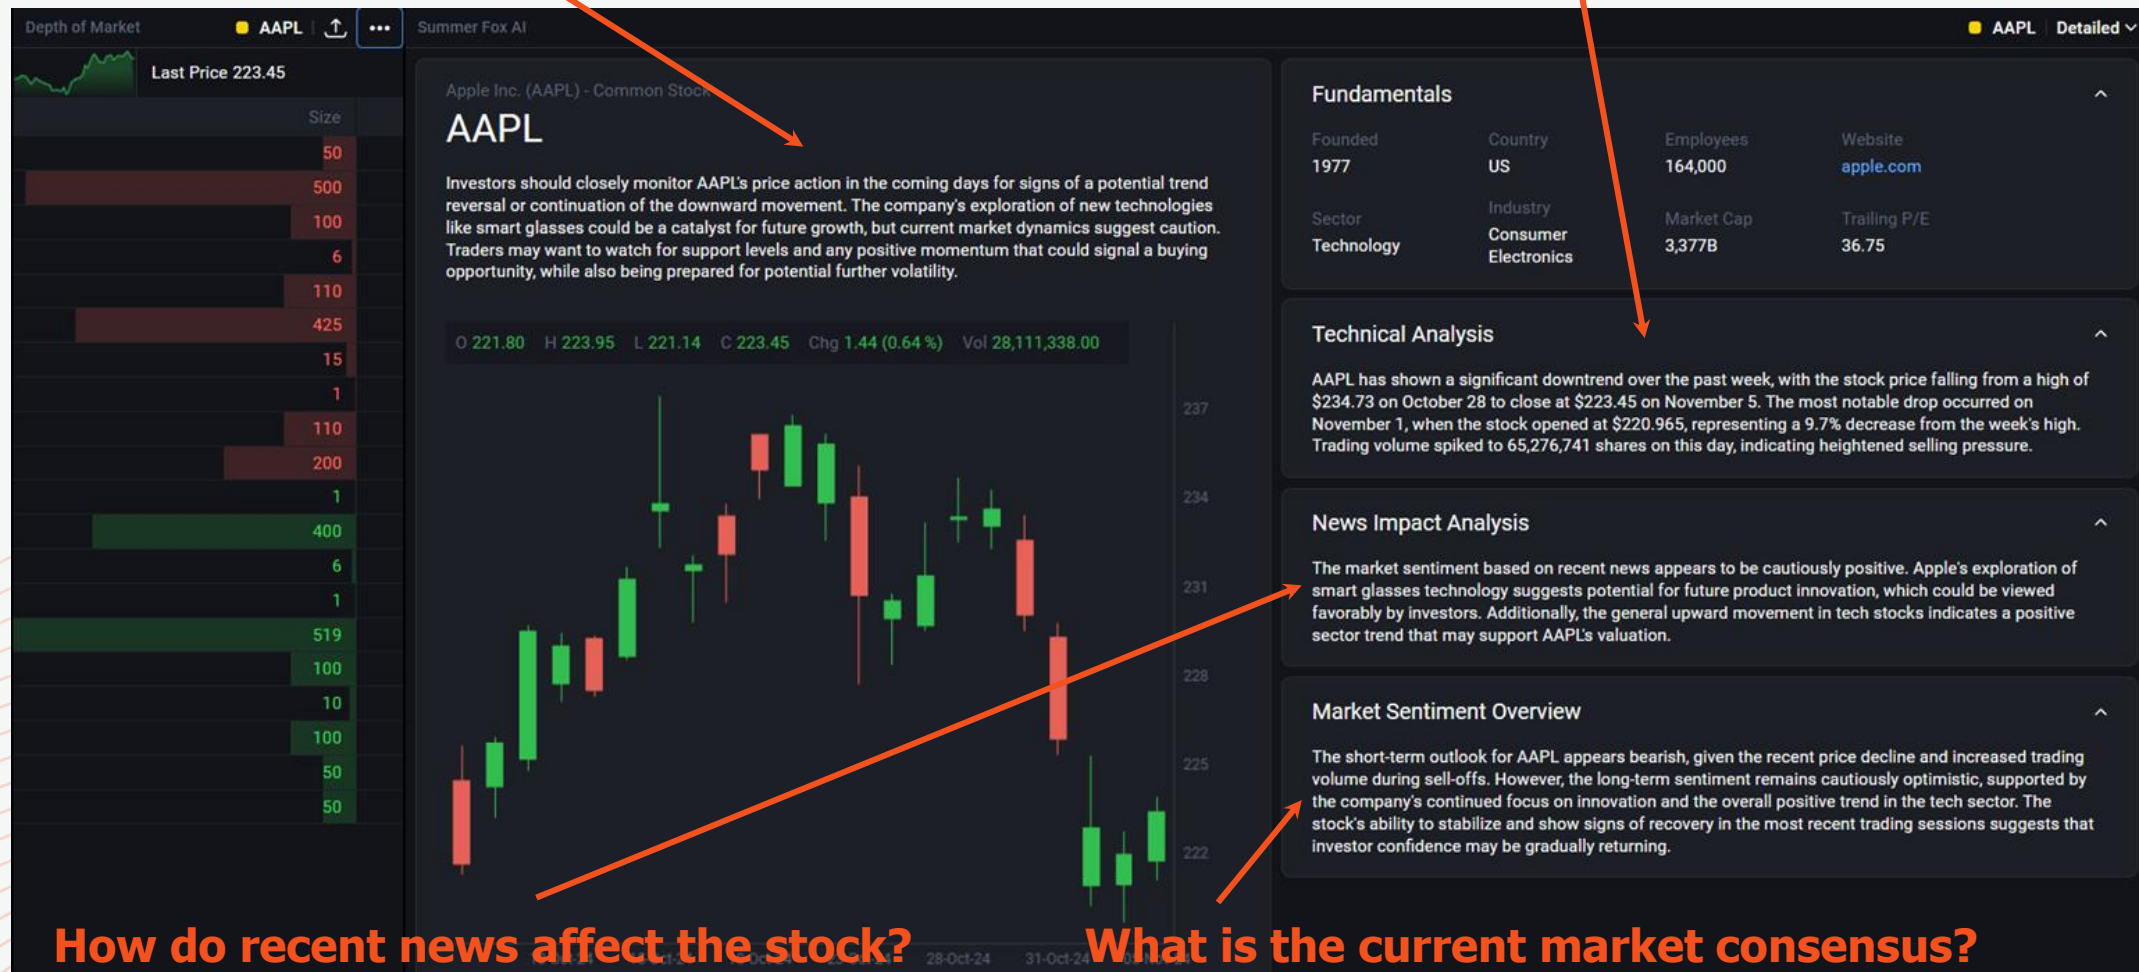 Depth of Market
AAPL
Last Price 223.45
Size
50
500
100
6
110
425
15
1
110
200
1
400
6
1
519
100
10
100
50
50
Summer Fox AI
AAPL
Detailed
Apple Inc. (AAPL) - Common Stock
AAPL
Investors should closely monitor AAPL's price action in the coming days for signs of a potential trend
reversal or continuation of the downward movement. The company's exploration of new technologies
like smart glasses could be a catalyst for future growth, but current market dynamics suggest caution.
Traders may want to watch for support levels and any positive momentum that could signal a buying
opportunity, while also being prepared for potential further volatility.
O 221.80 H 223.95 L 221.14 C 223.45 Chg 1.44 (0.64 %) Vol 28,111,338.00
237
234
231
228
225
222
28-Oct-24
31-Oct-24
Fundamentals
Founded Country Employees Website
1977 US 164,000 apple.com
Sector Industry Market Cap Trailing P/E
Technology Consumer Electronics 3,377B 36.75
Technical Analysis
AAPL has shown a significant downtrend over the past week, with the stock price falling from a high of
$234.73 on October 28 to close at $223.45 on November 5. The most notable drop occurred on
November 1, when the stock opened at $220.965, representing a 9.7% decrease from the week's high.
Trading volume spiked to 65,276,741 shares on this day, indicating heightened selling pressure.
News Impact Analysis
The market sentiment based on recent news appears to be cautiously positive. Apple's exploration of
smart glasses technology suggests potential for future product innovation, which could be viewed
favorably by investors. Additionally, the general upward movement in tech stocks indicates a positive
sector trend that may support AAPL's valuation.
Market Sentiment Overview
The short-term outlook for AAPL appears bearish, given the recent price decline and increased trading
volume during sell-offs. However, the long-term sentiment remains cautiously optimistic, supported by
the company's continued focus on innovation and the overall positive trend in the tech sector. The
stock's ability to stabilize and show signs of recovery in the most recent trading sessions suggests that
investor confidence may be gradually returning.
How do recent news affect the stock?
What is the current market consensus?